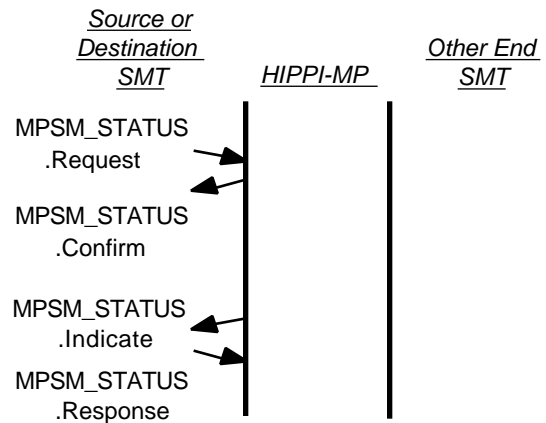 Source or
Destination
SMT
HIPPI-MP
Other End
SMT
MPSM_STATUS
.Request
MPSM_STATUS
.Confirm
MPSM_STATUS
.Indicate
MPSM_STATUS
.Response